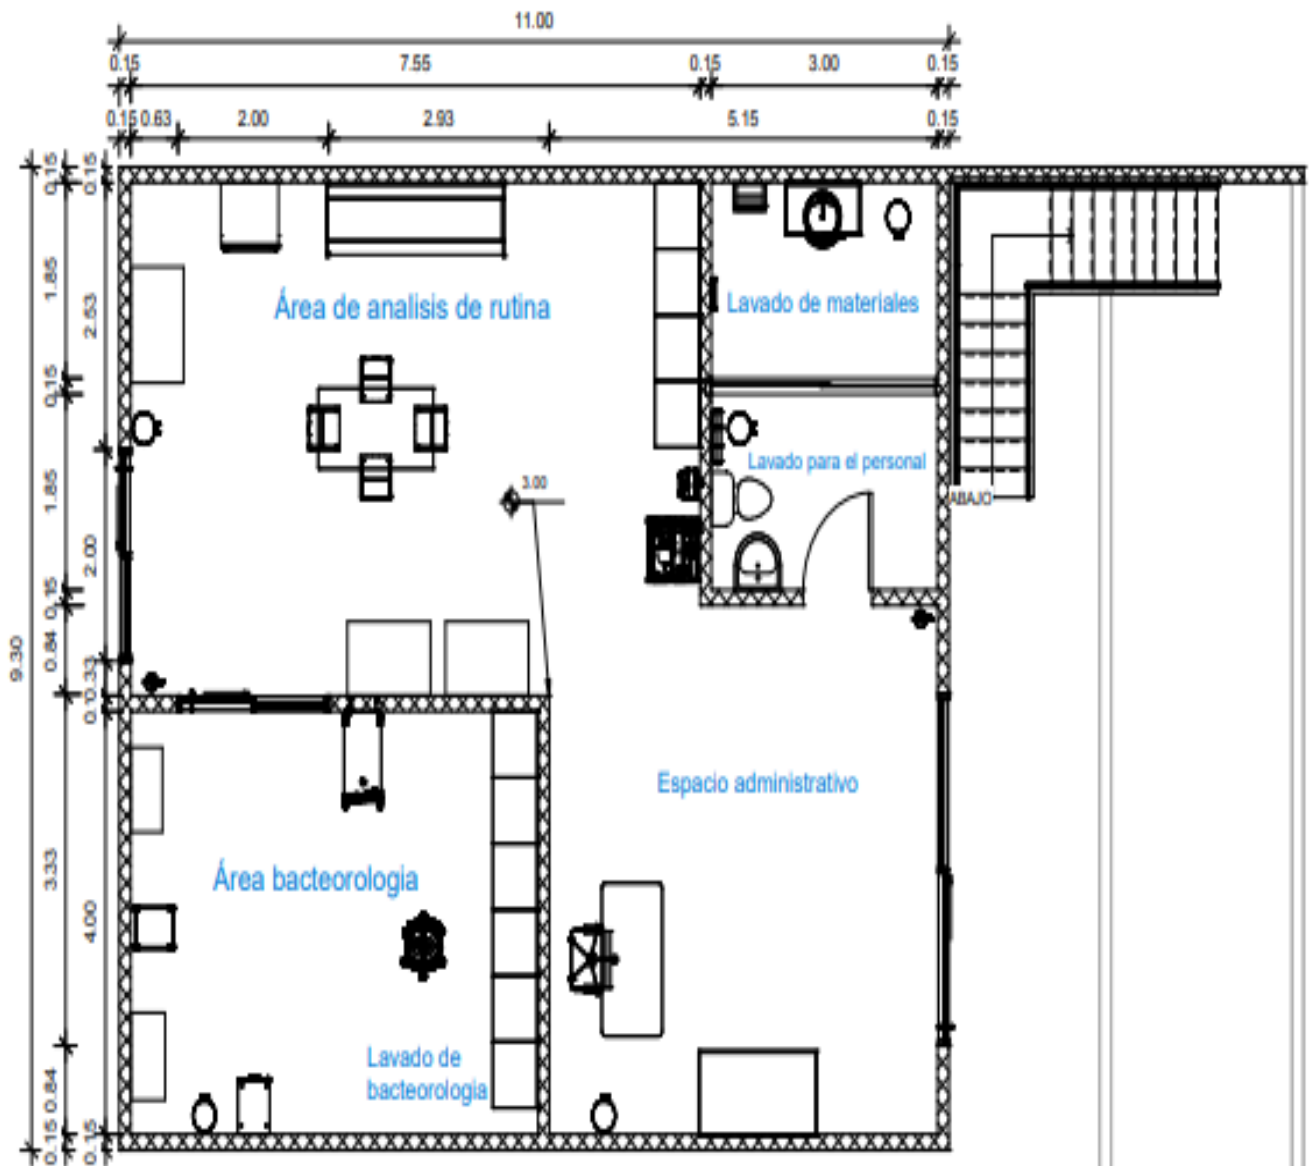 11.00
0.15 7.55 0.15 3.00 0.15
0.15 0.63 2.00 2.93 5.15 0.15
0.15 0.15
1.85
2.53
Área de analisis de rutina
Lavado de materiales
0.15
Lavado para el personal
1.85
3.00
ABAJO
2.00
0.15
9.30
0.84
0.33
Espacio administrativo
Área bacteorologia
3.33
4.00
Lavado de
bacteorologia
0.84
0.15 0.15